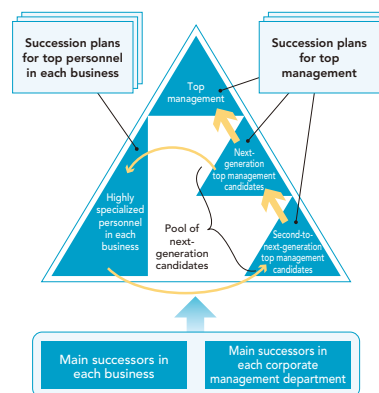 Succession plans
for top personnel
in each business
Succession plans
for top
management
Top
management
Next-
generation
top management
candidates
Highly
specialized
personnel
in each
business
Pool of
next-
generation
candidates
Second-to-
next-generation
top management
candidates
Main successors in
each business
Main successors in
each corporate
management department